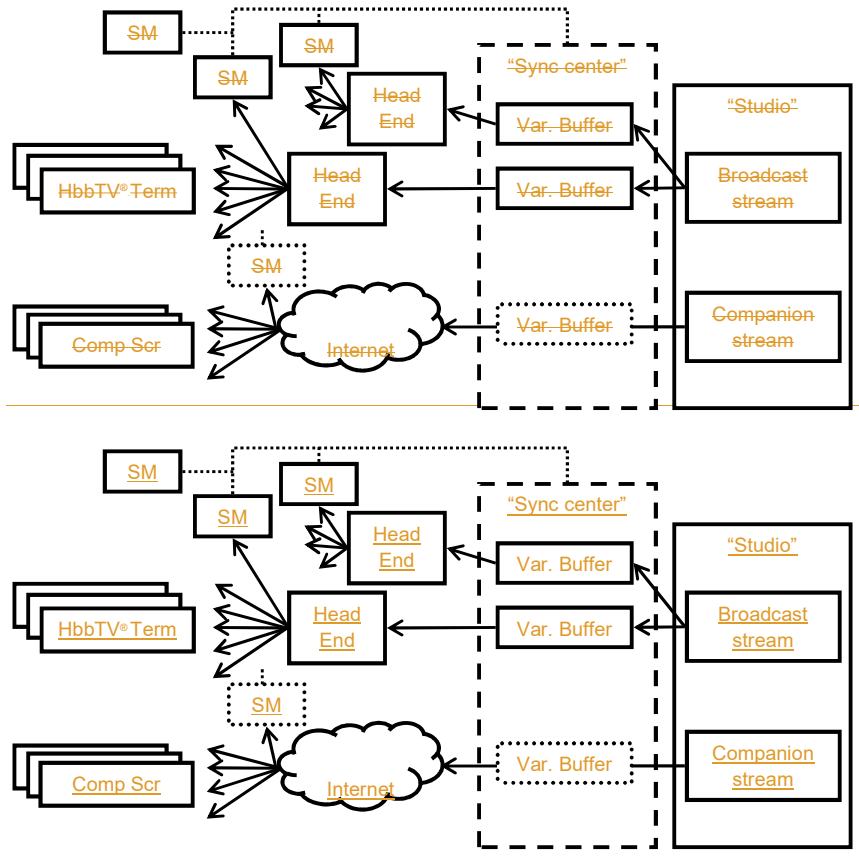 SM
SM
SM
“Sync center”
Head
End
“Studio”
Var. Buffer
Head
End
HbbTV® Term
Var. Buffer
Broadcast
stream
SM
Comp Scr
Internet
Var. Buffer
Companion
stream
SM
SM
SM
“Sync center”
Head
End
“Studio”
Var. Buffer
Head
End
HbbTV® Term
Var. Buffer
Broadcast
stream
SM
Comp Scr
Internet
Var. Buffer
Companion
stream